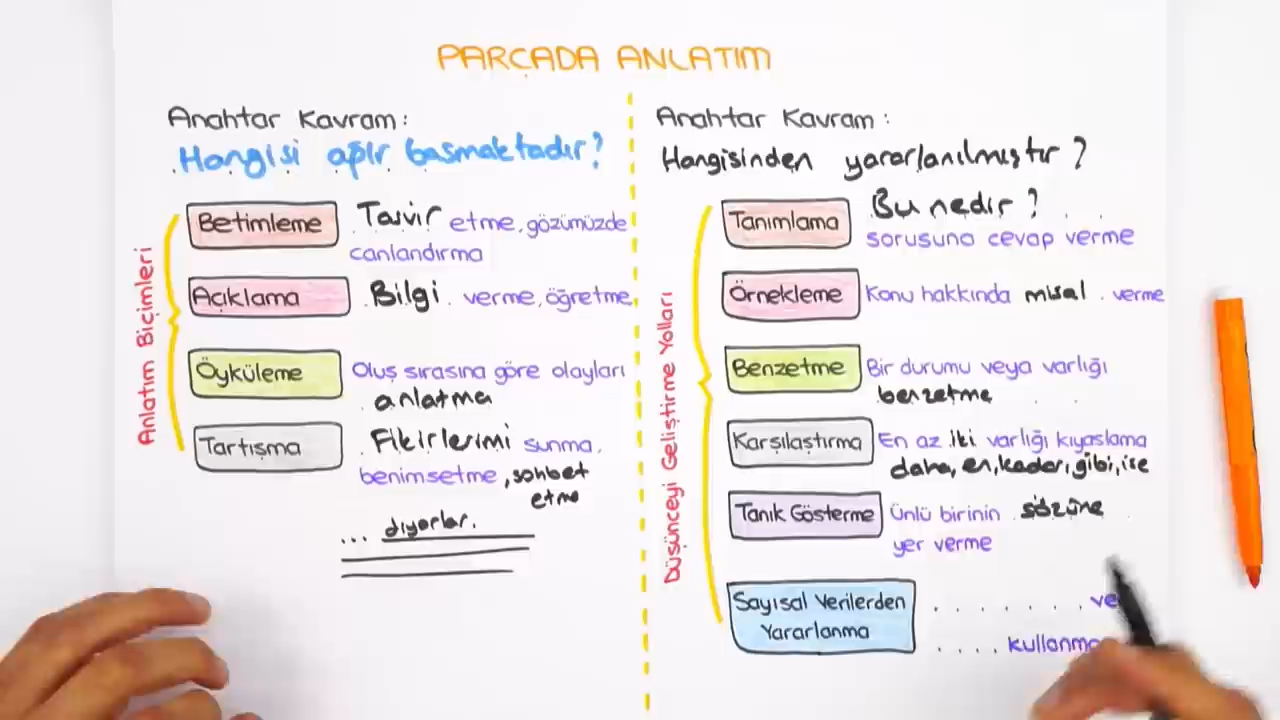 PARÇADA ANLATIM
Anahtar Kavram:
Hangisi ağır basmaktadır?
Anlatım Biçimleri
Betimleme
Tasvir etme, gözümüzde
canlandırma
Açıklama
Bilgi verme, öğretme
Öyküleme
Oluş sırasına göre olayları
anlatma
Tartışma
Fikirlerimi sunma,
benimsetme, sohbet
etme
... diyorlar.
Anahtar Kavram:
Hangisinden yararlanılmıştır?
Düşünceyi Geliştirme Yolları
Tanımlama
Bu nedir?
sorusuna cevap verme
Örnekleme
Konu hakkında misal verme
Benzetme
Bir durumu veya varlığı
benzetme
Karşılaştırma
En az iki varlığı kıyaslama
daha, en, kadar, gibi, ise
Tanık Gösterme
Ünlü birinin sözüne
yer verme
Sayısal Verilerden
Yararlanma